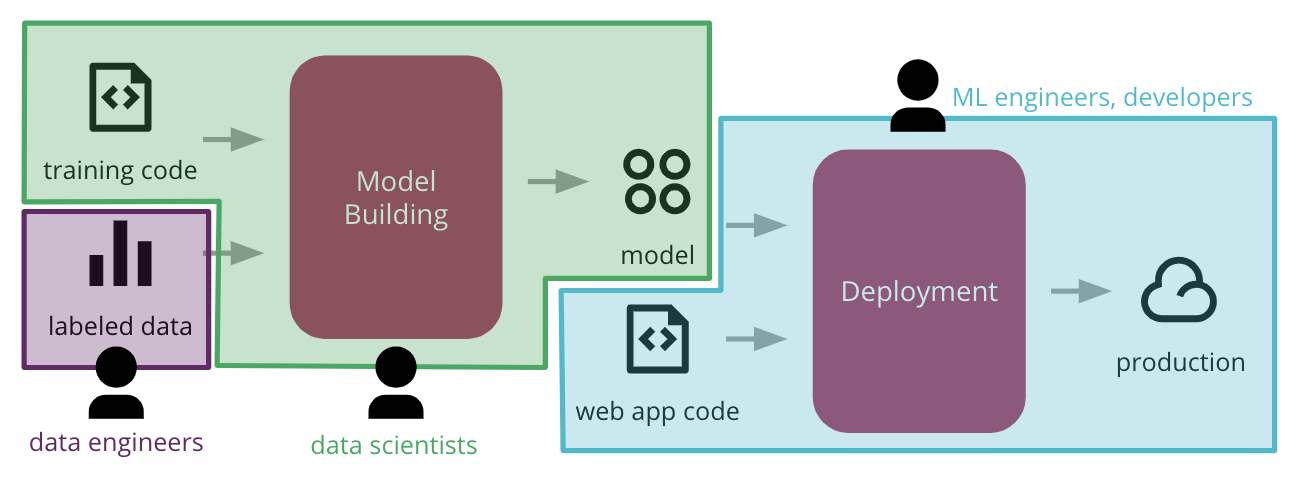 training code
labeled data
data engineers
Model
Building
data scientists
model
web app code
ML engineers, developers
Deployment
production